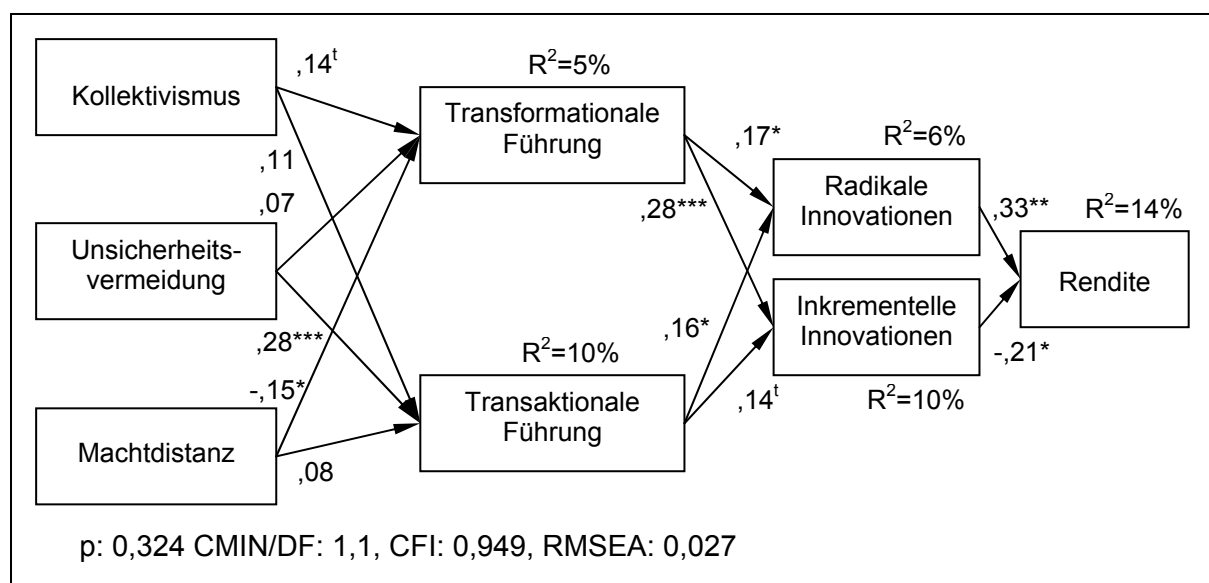 Kollektivismus
,14ᵗ
,11
Unsicherheits-
vermeidung
,07
,28***
-,15*
Machtdistanz
,08
R²=5%
Transformationale
Führung
R²=10%
Transaktionale
Führung
,17*
,28***
,16*
,14ᵗ
R²=6%
Radikale
Innovationen
Inkrementelle
Innovationen
R²=10%
,33**
-,21*
R²=14%
Rendite
p: 0,324 CMIN/DF: 1,1, CFI: 0,949, RMSEA: 0,027